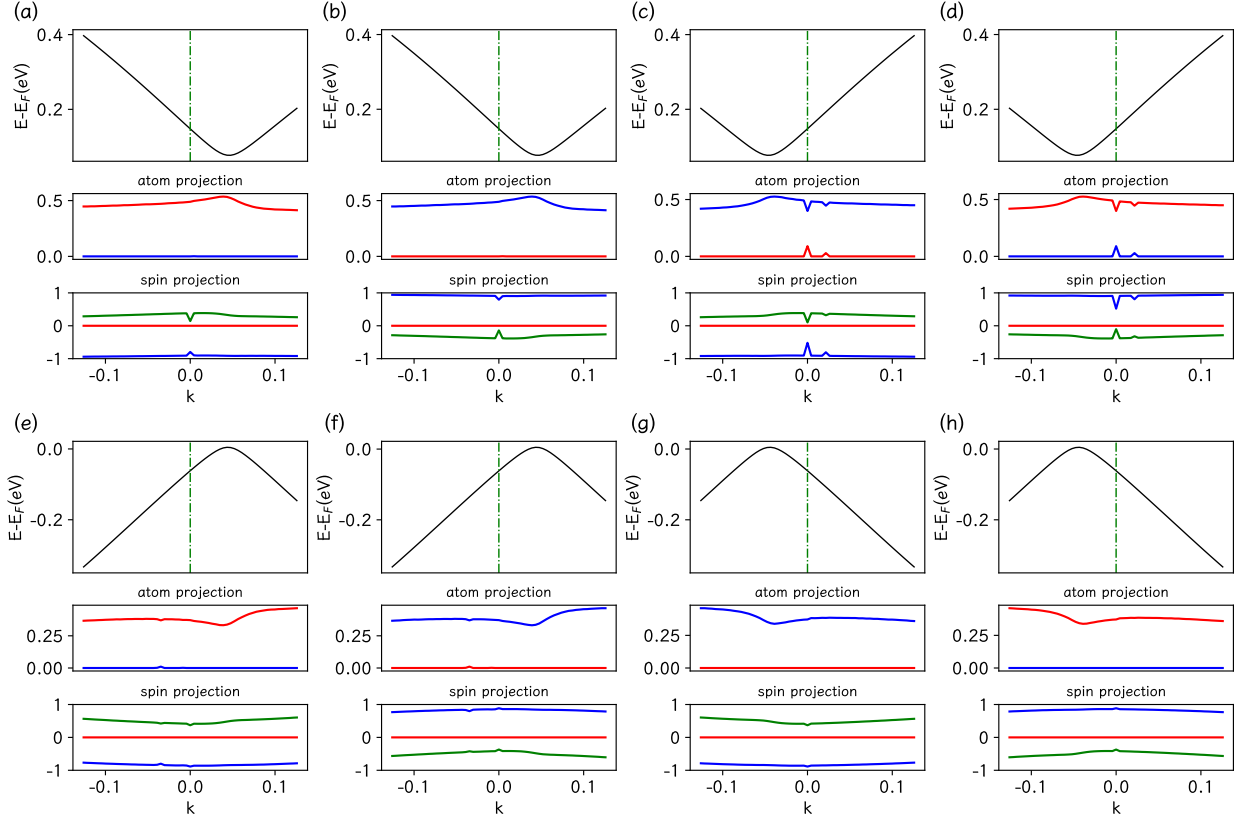 (a) (b) (c) (d)
0.4 0.4 0.4 0.4
E-E_F(eV) E-E_F(eV) E-E_F(eV) E-E_F(eV)
0.2 0.2 0.2 0.2
atom projection atom projection atom projection atom projection
0.5 0.5 0.5 0.5
0.0 0.0 0.0 0.0
spin projection spin projection spin projection spin projection
1 1 1 1
0 0 0 0
-1 -1 -1 -1
-0.1 0.0 0.1 -0.1 0.0 0.1 -0.1 0.0 0.1 -0.1 0.0 0.1
k k k k
(e) (f) (g) (h)
0.0 0.0 0.0 0.0
E-E_F(eV) E-E_F(eV) E-E_F(eV) E-E_F(eV)
-0.2 -0.2 -0.2 -0.2
atom projection atom projection atom projection atom projection
0.25 0.25 0.25 0.25
0.00 0.00 0.00 0.00
spin projection spin projection spin projection spin projection
1 1 1 1
0 0 0 0
-1 -1 -1 -1
-0.1 0.0 0.1 -0.1 0.0 0.1 -0.1 0.0 0.1 -0.1 0.0 0.1
k k k k